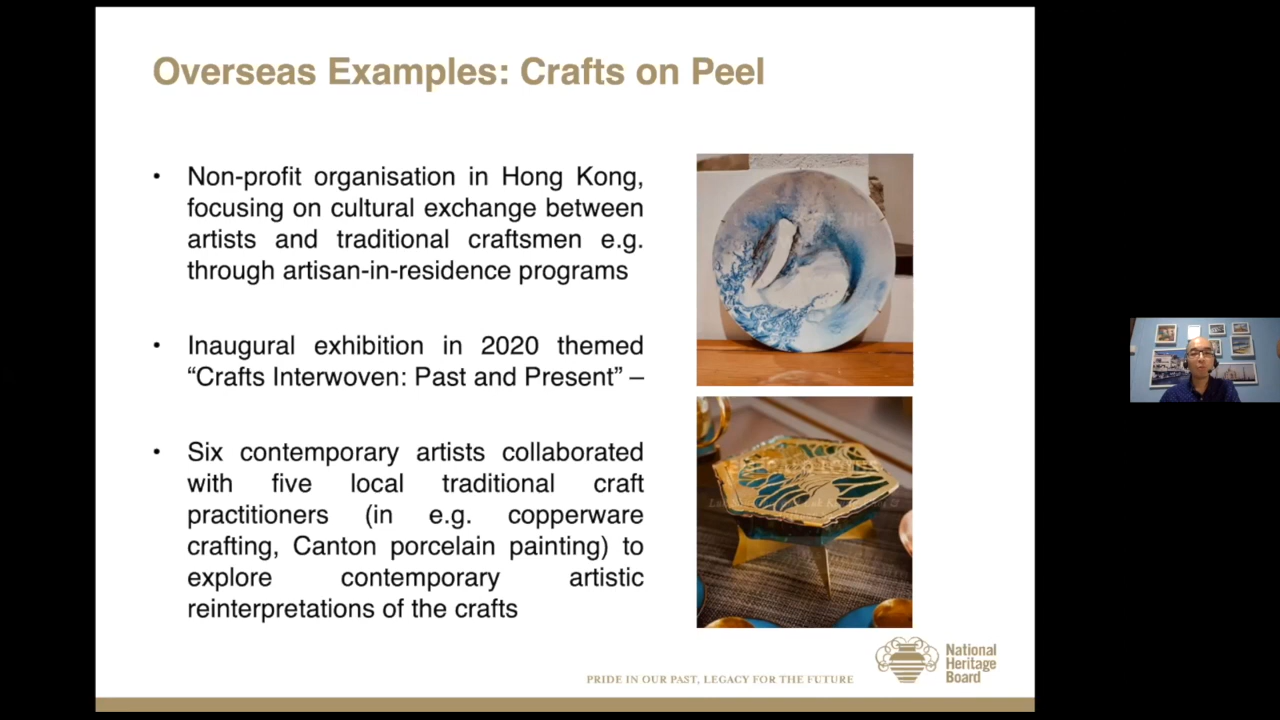 Overseas Examples: Crafts on Peel
• Non-profit organisation in Hong Kong,
focusing on cultural exchange between
artists and traditional craftsmen e.g.
through artisan-in-residence programs
• Inaugural exhibition in 2020 themed
“Crafts Interwoven: Past and Present” –
• Six contemporary artists collaborated
with five local traditional craft
practitioners (in e.g. copperware
crafting, Canton porcelain painting) to
explore contemporary artistic
reinterpretations of the crafts
National
Heritage
Board
PRIDE IN OUR PAST, LEGACY FOR THE FUTURE